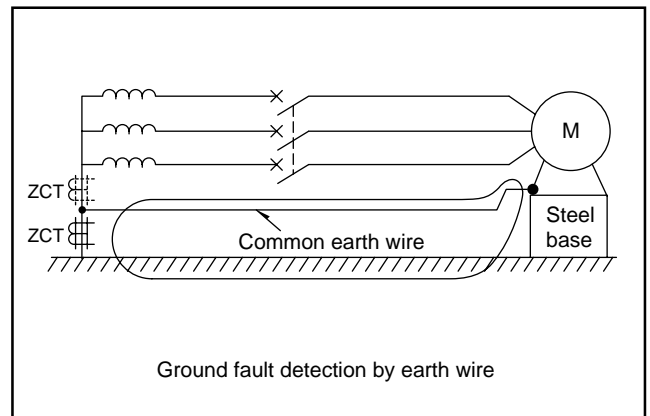 M
ZCT
ZCT
Common earth wire
Steel
base
Ground fault detection by earth wire